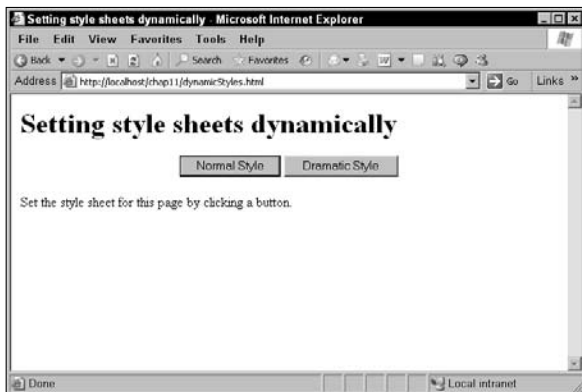 Setting style sheets dynamically - Microsoft Internet Explorer
File Edit View Favorites Tools Help
Back Search Favorites
Address http://localhost/chap11/dynamicStyles.html Go Links »
Setting style sheets dynamically
Normal Style Dramatic Style
Set the style sheet for this page by clicking a button.
Done Local intranet